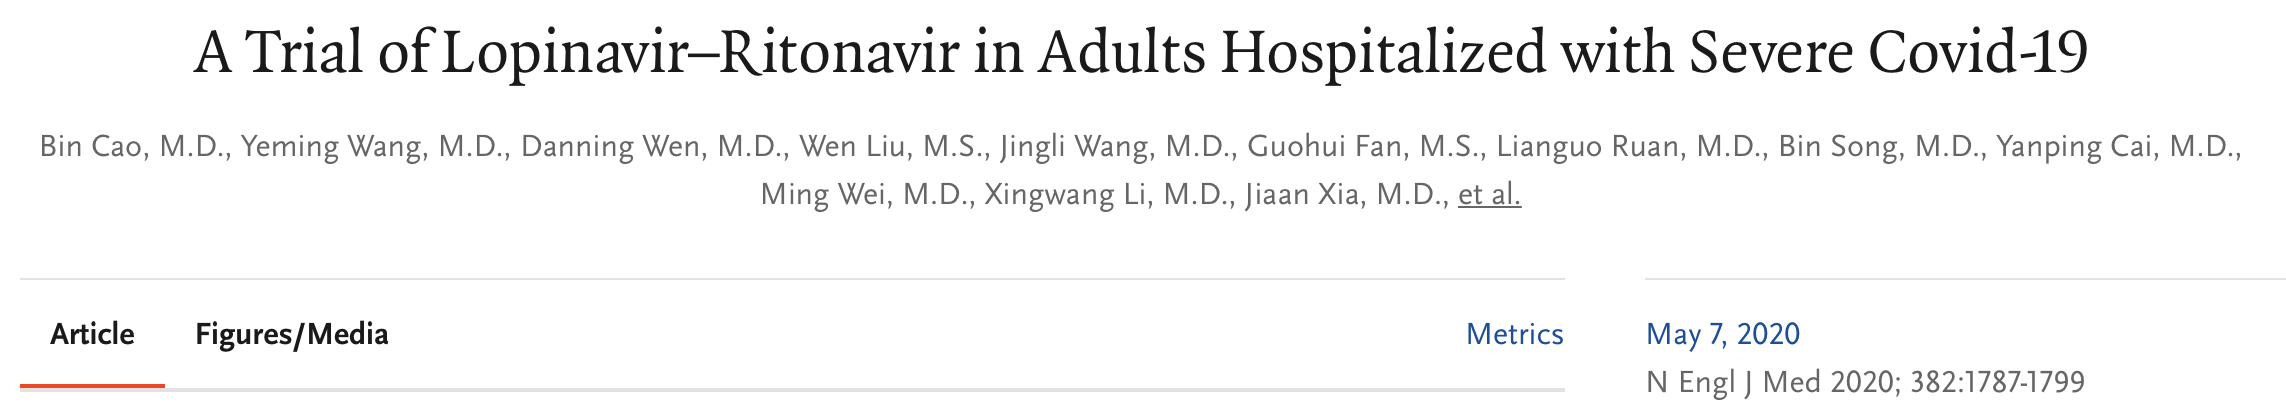 A Trial of Lopinavir–Ritonavir in Adults Hospitalized with Severe Covid-19
Bin Cao, M.D., Yeming Wang, M.D., Danning Wen, M.D., Wen Liu, M.S., Jingli Wang, M.D., Guohui Fan, M.S., Lianguo Ruan, M.D., Bin Song, M.D., Yanping Cai, M.D.,
Ming Wei, M.D., Xingwang Li, M.D., Jiaan Xia, M.D., et al.
Article Figures/Media Metrics
May 7, 2020
N Engl J Med 2020; 382:1787-1799